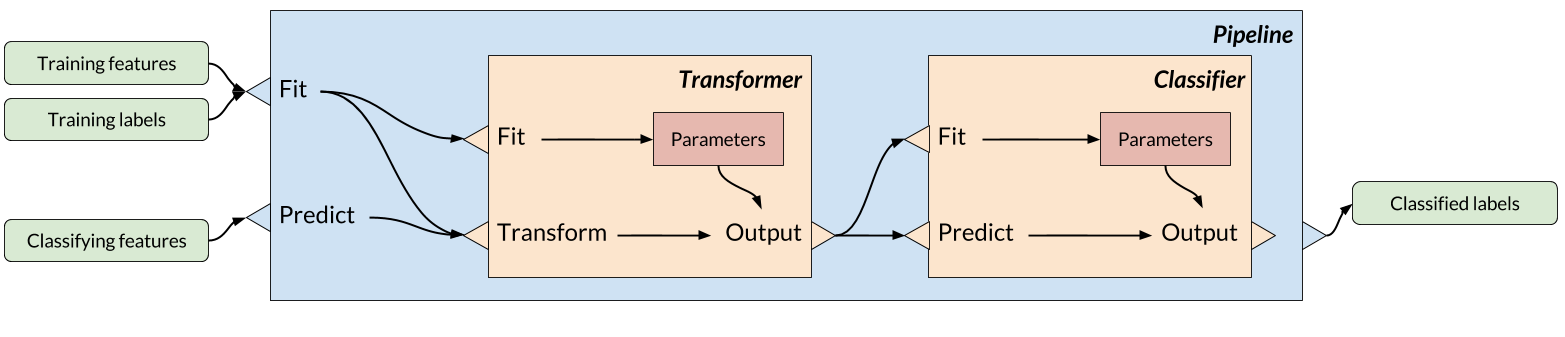 Pipeline
Training features
Training labels
Fit
Predict
Classifying features
Transformer
Fit
Parameters
Transform
Output
Classifier
Fit
Parameters
Predict
Output
Classified labels